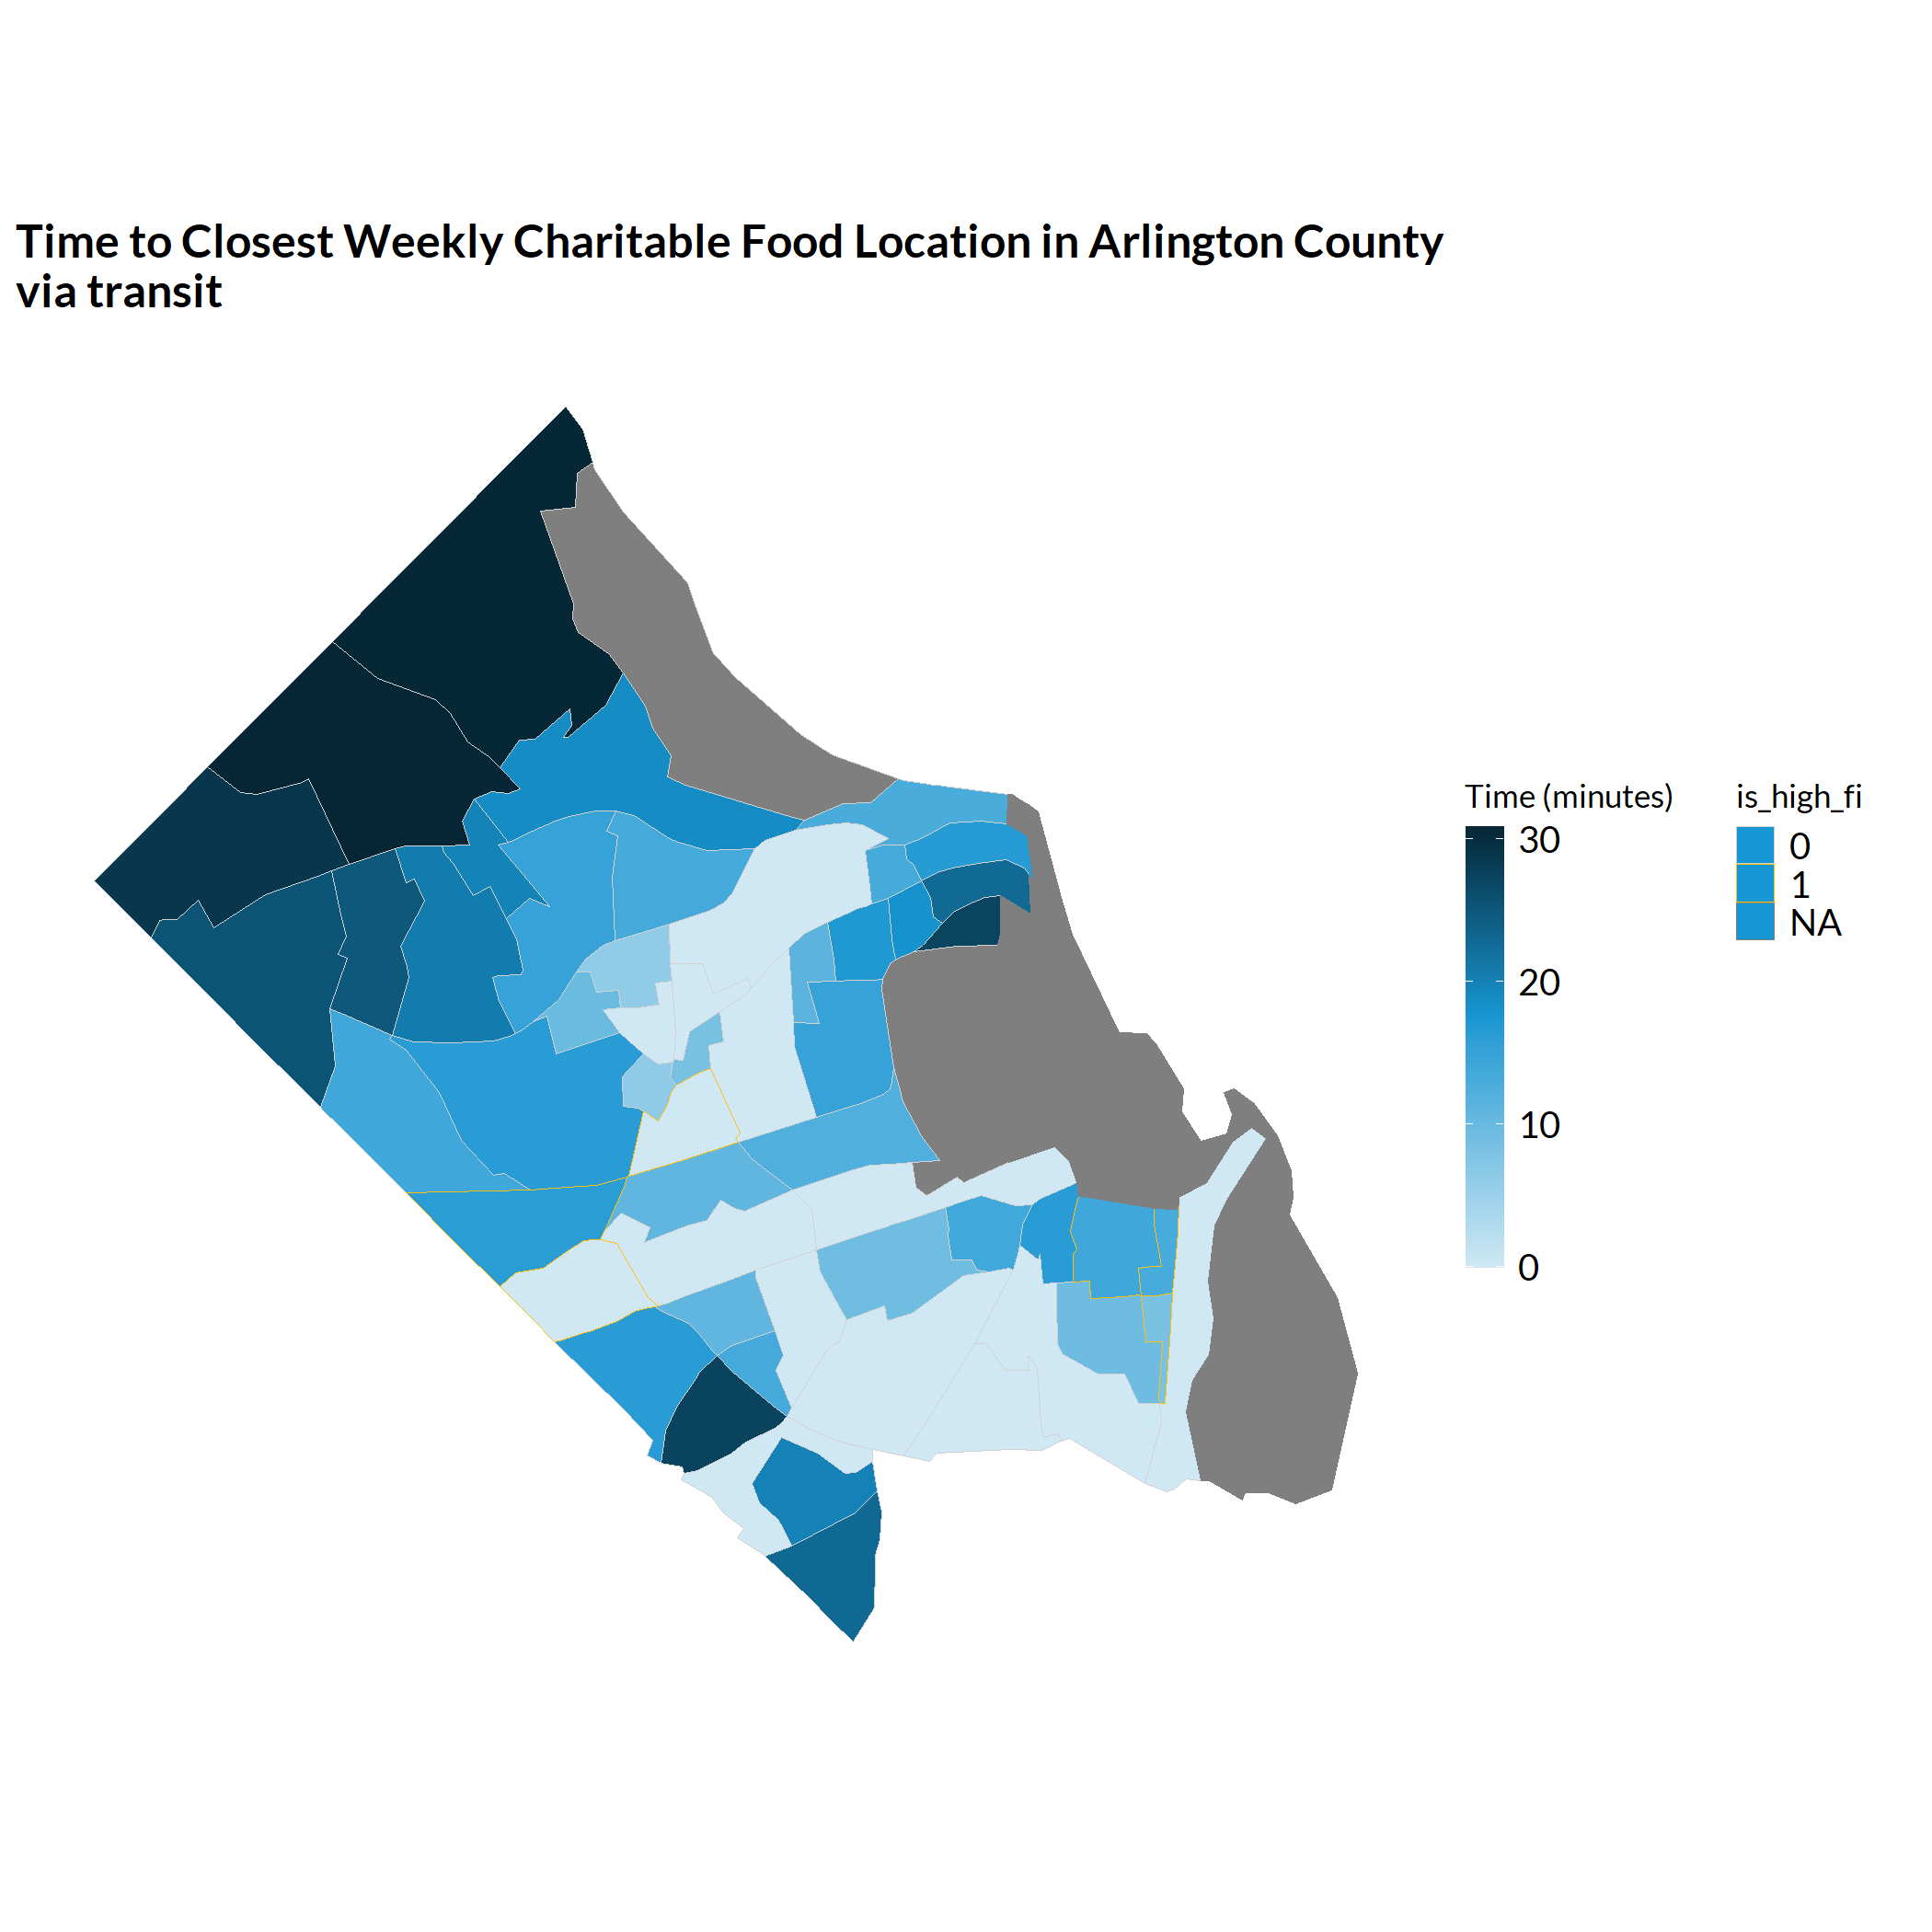 Time to Closest Weekly Charitable Food Location in Arlington County
via transit
Time (minutes)
30
20
10
0
is_high_fi
0
1
NA